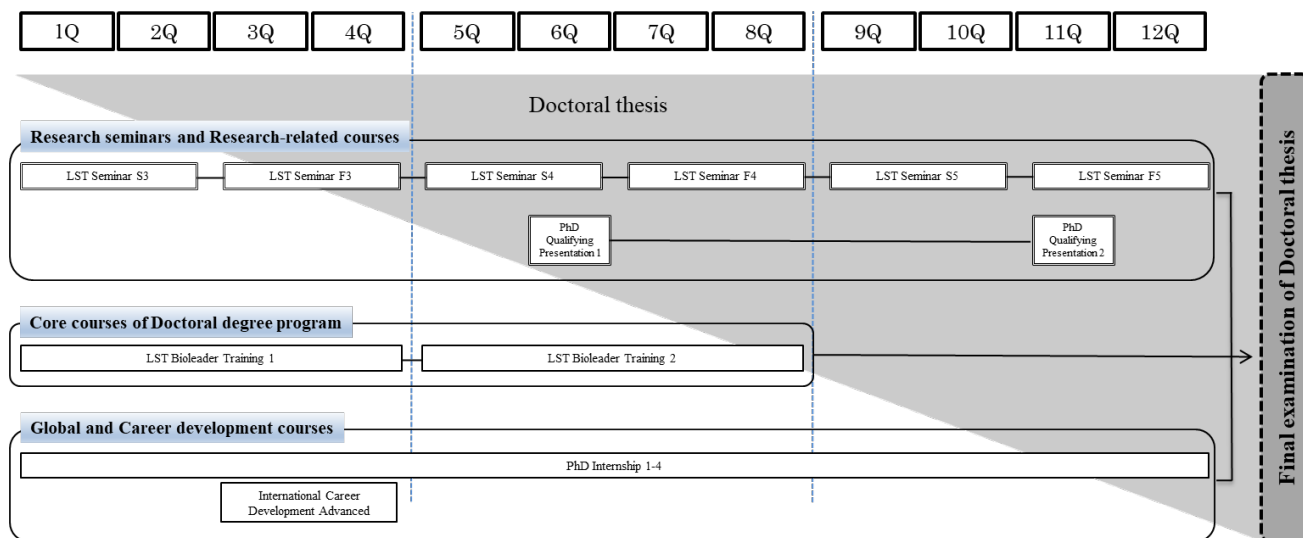 1Q 2Q 3Q 4Q 5Q 6Q 7Q 8Q 9Q 10Q 11Q 12Q
Doctoral thesis
Research seminars and Research-related courses
LST Seminar S3 LST Seminar F3 LST Seminar S4 LST Seminar F4 LST Seminar S5 LST Seminar F5
PhD
Qualifying
Presentation 1
PhD
Qualifying
Presentation 2
Core courses of Doctoral degree program
LST Bioleader Training 1 LST Bioleader Training 2
Global and Career development courses
PhD Internship 1-4
International Career
Development Advanced
Final examination of Doctoral thesis